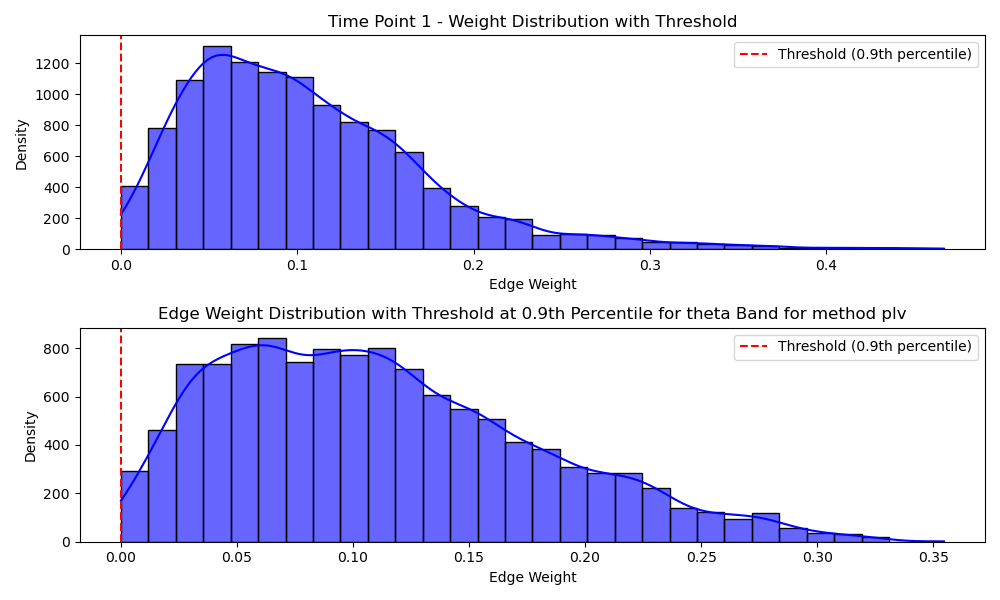 Time Point 1 - Weight Distribution with Threshold
Threshold (0.9th percentile)
1200
1000
800
600
400
200
0
Density
0.0 0.1 0.2 0.3 0.4
Edge Weight
Edge Weight Distribution with Threshold at 0.9th Percentile for theta Band for method plv
Threshold (0.9th percentile)
800
600
400
200
0
Density
0.00 0.05 0.10 0.15 0.20 0.25 0.30 0.35
Edge Weight